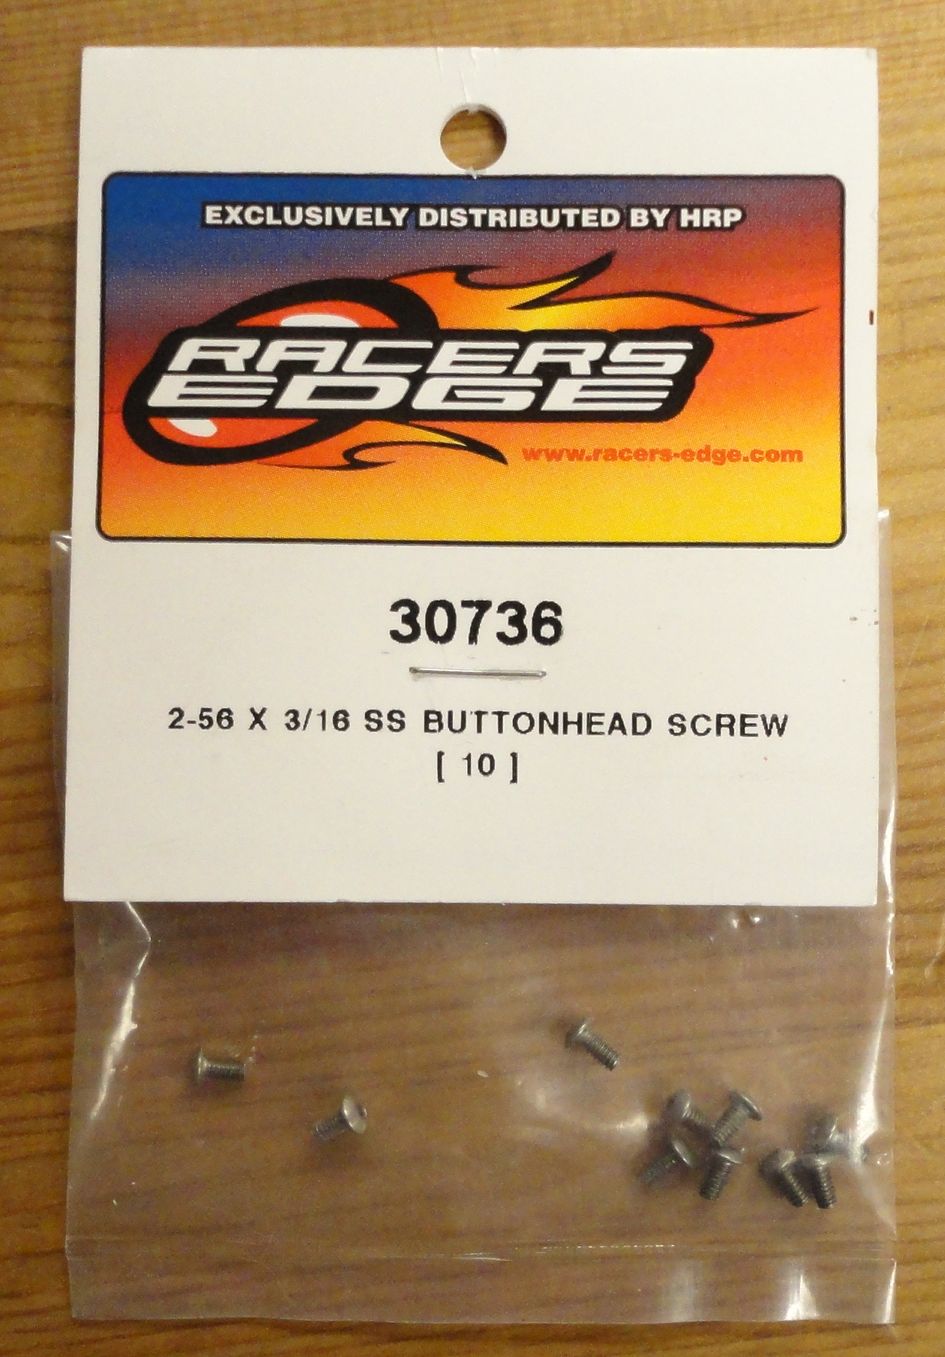 EXCLUSIVELY DISTRIBUTED BY HRP
RACERS
EDGE
www.racers-edge.com
30736
2-56 X 3/16 SS BUTTONHEAD SCREW
[ 10 ]